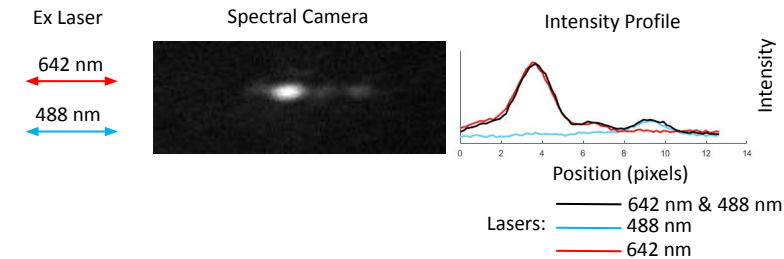 Ex Laser
642 nm
488 nm
Spectral Camera
Intensity Profile
Intensity
0 2 4 6 8 10 12 14
Position (pixels)
Lasers:
642 nm & 488 nm
488 nm
642 nm